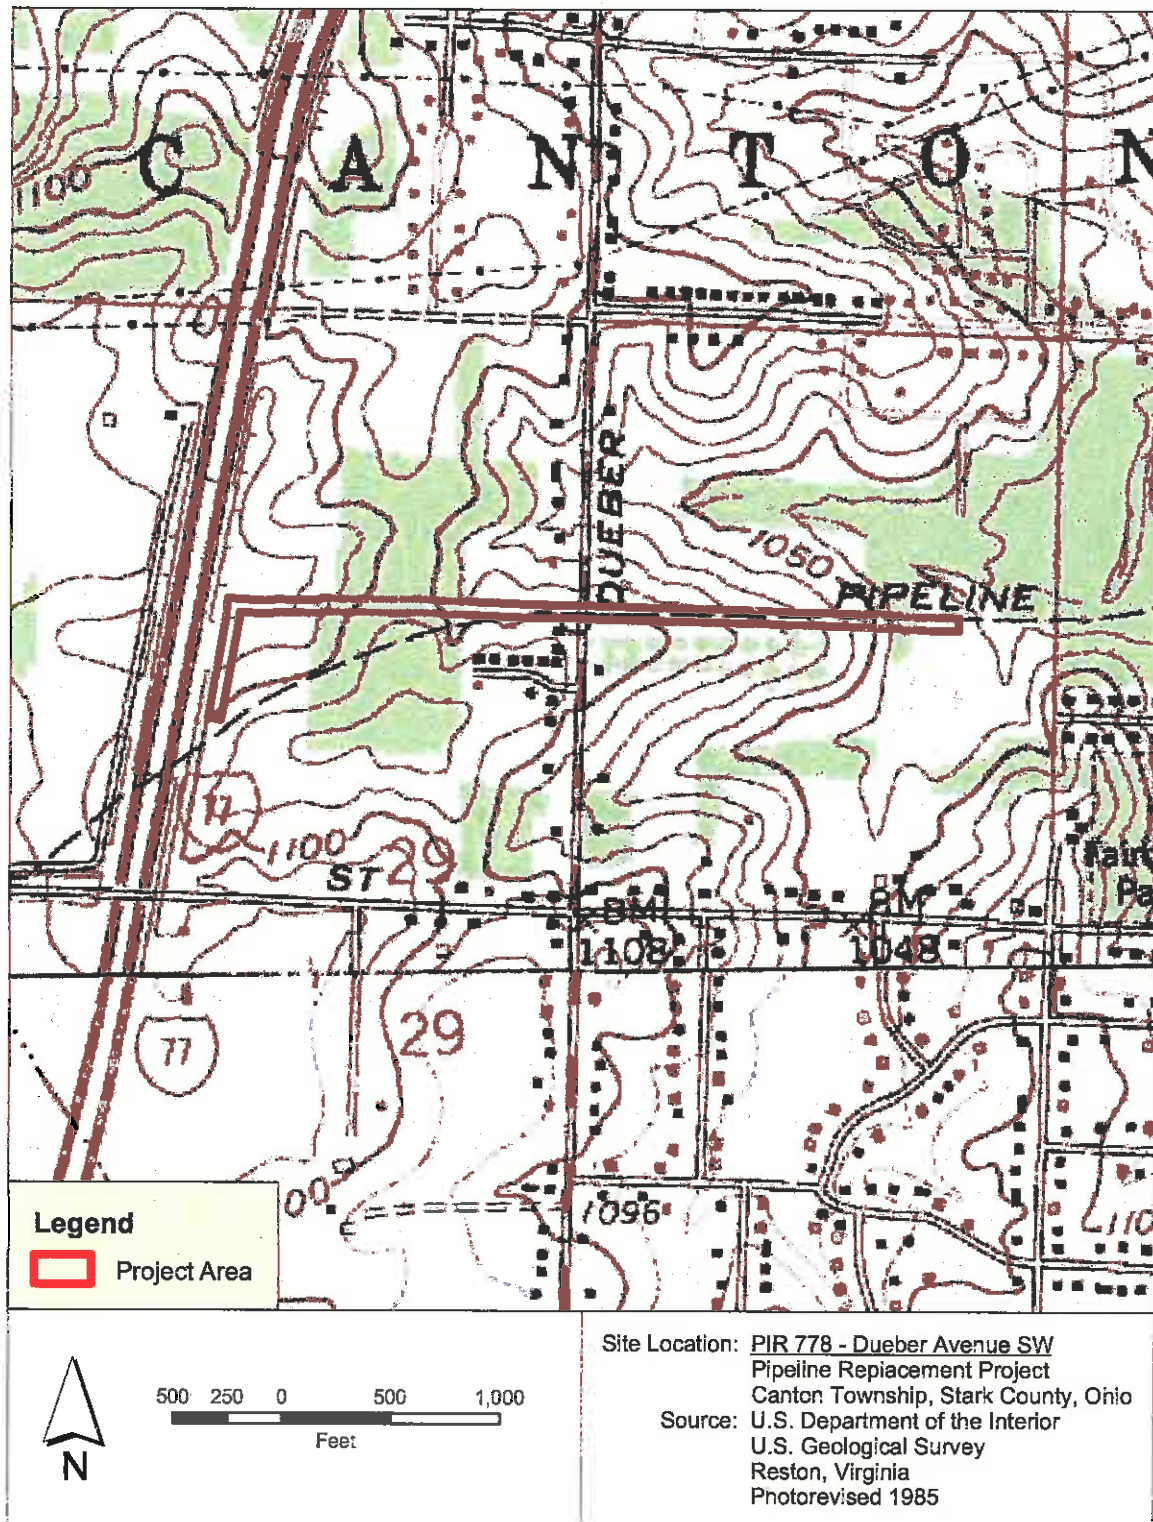 C A N T O N
1100
DUEBER
1050
PIPELINE
77
1100
29
ST
BM
1108
BM
1048
Pa
29
77
1096
110
Legend
Project Area
500 250 0 500 1,000
Feet
N
Site Location: PIR 778 - Dueber Avenue SW
Pipeline Replacement Project
Canton Township, Stark County, Ohio
Source: U.S. Department of the Interior
U.S. Geological Survey
Reston, Virginia
Photorevised 1985